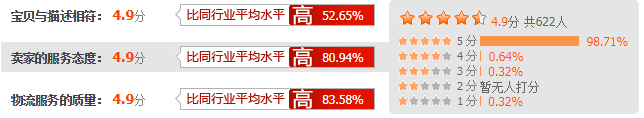 宝贝与描述相符：4.9分 比同行业平均水平 高 52.65%
卖家的服务态度：4.9分 比同行业平均水平 高 80.94%
物流服务的质量：4.9分 比同行业平均水平 高 83.58%
4.9分 共622人
5分 98.71%
4分 0.64%
3分 0.32%
2分 暂无人打分
1分 0.32%